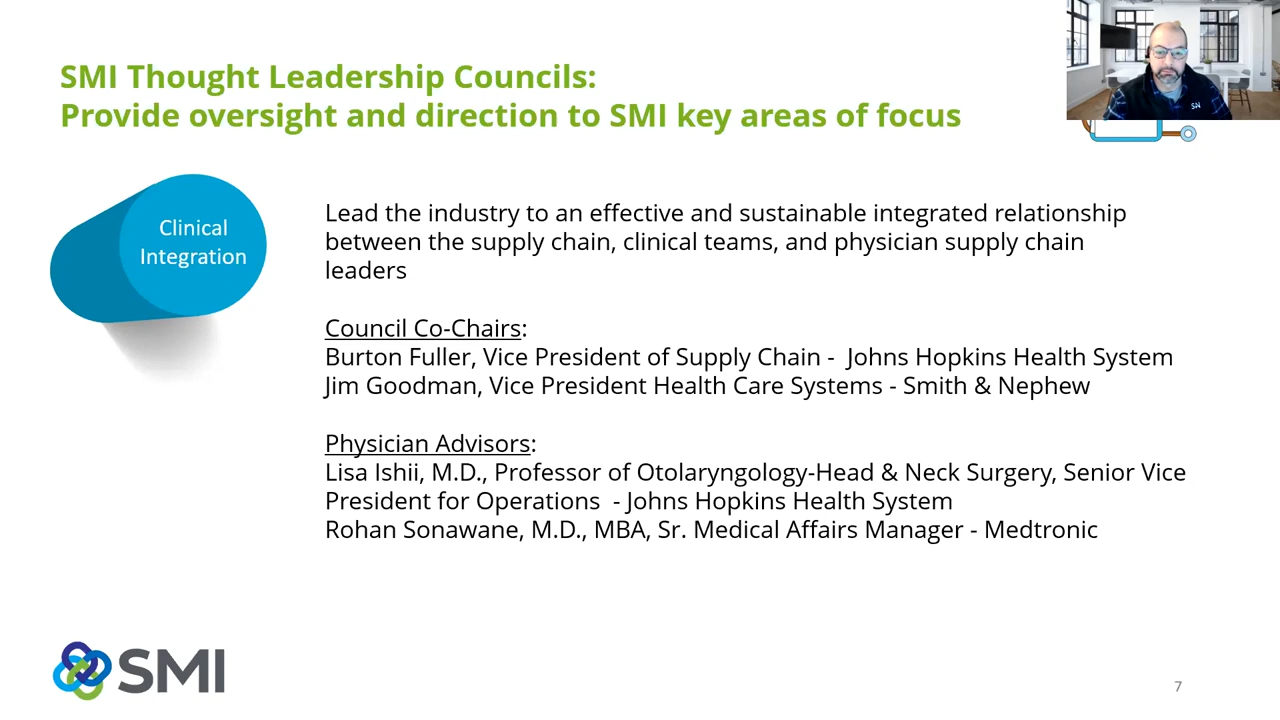 SMI Thought Leadership Councils:
Provide oversight and direction to SMI key areas of focus
Clinical
Integration
Lead the industry to an effective and sustainable integrated relationship
between the supply chain, clinical teams, and physician supply chain
leaders
Council Co-Chairs:
Burton Fuller, Vice President of Supply Chain - Johns Hopkins Health System
Jim Goodman, Vice President Health Care Systems - Smith & Nephew
Physician Advisors:
Lisa Ishii, M.D., Professor of Otolaryngology-Head & Neck Surgery, Senior Vice
President for Operations - Johns Hopkins Health System
Rohan Sonawane, M.D., MBA, Sr. Medical Affairs Manager - Medtronic
SMI
7